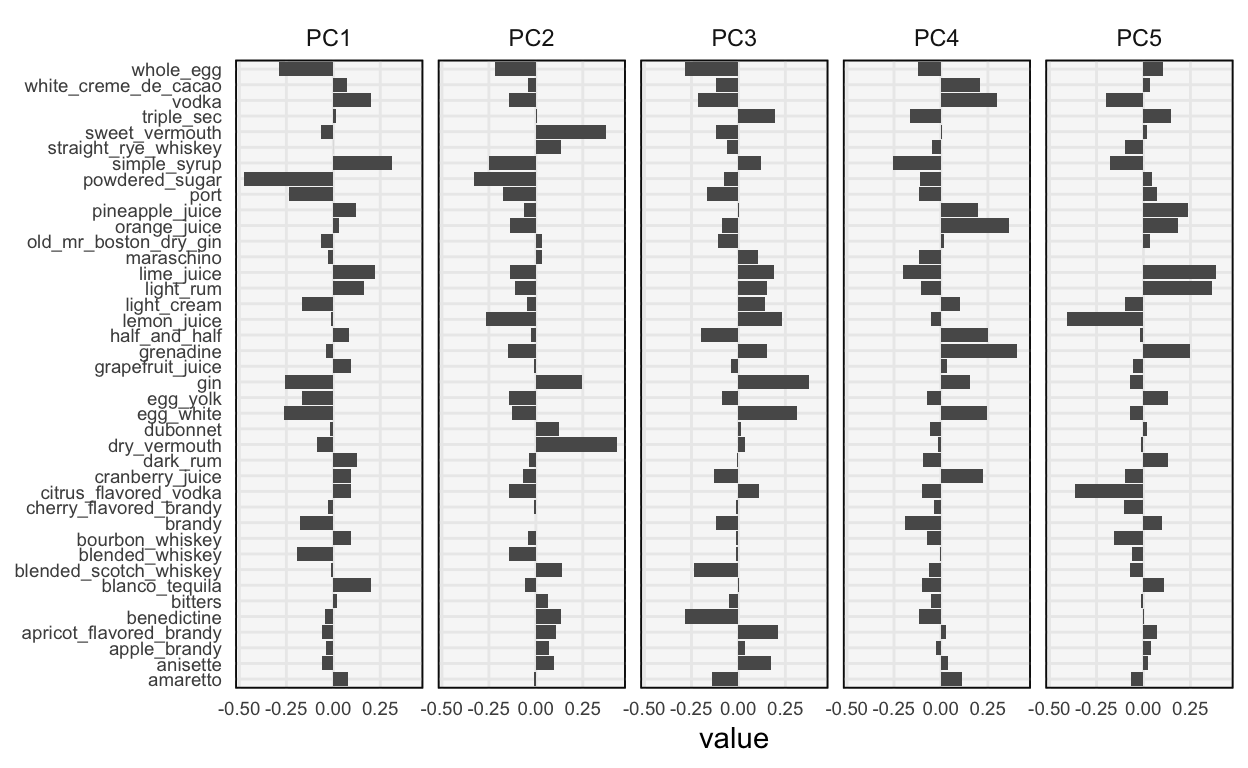 PC1 PC2 PC3 PC4 PC5
whole_egg
white_creme_de_cacao
vodka
triple_sec
sweet_vermouth
straight_rye_whiskey
simple_syrup
powdered_sugar
port
pineapple_juice
orange_juice
old_mr_boston_dry_gin
maraschino
lime_juice
light_rum
light_cream
lemon_juice
half_and_half
grenadine
grapefruit_juice
gin
egg_yolk
egg_white
dubonnet
dry_vermouth
dark_rum
cranberry_juice
citrus_flavored_vodka
cherry_flavored_brandy
brandy
bourbon_whiskey
blended_whiskey
blended_scotch_whiskey
blanco_tequila
bitters
benedictine
apricot_flavored_brandy
apple_brandy
anisette
amaretto
-0.50 -0.25 0.00 0.25 -0.50 -0.25 0.00 0.25 -0.50 -0.25 0.00 0.25 -0.50 -0.25 0.00 0.25 -0.50 -0.25 0.00 0.25
value